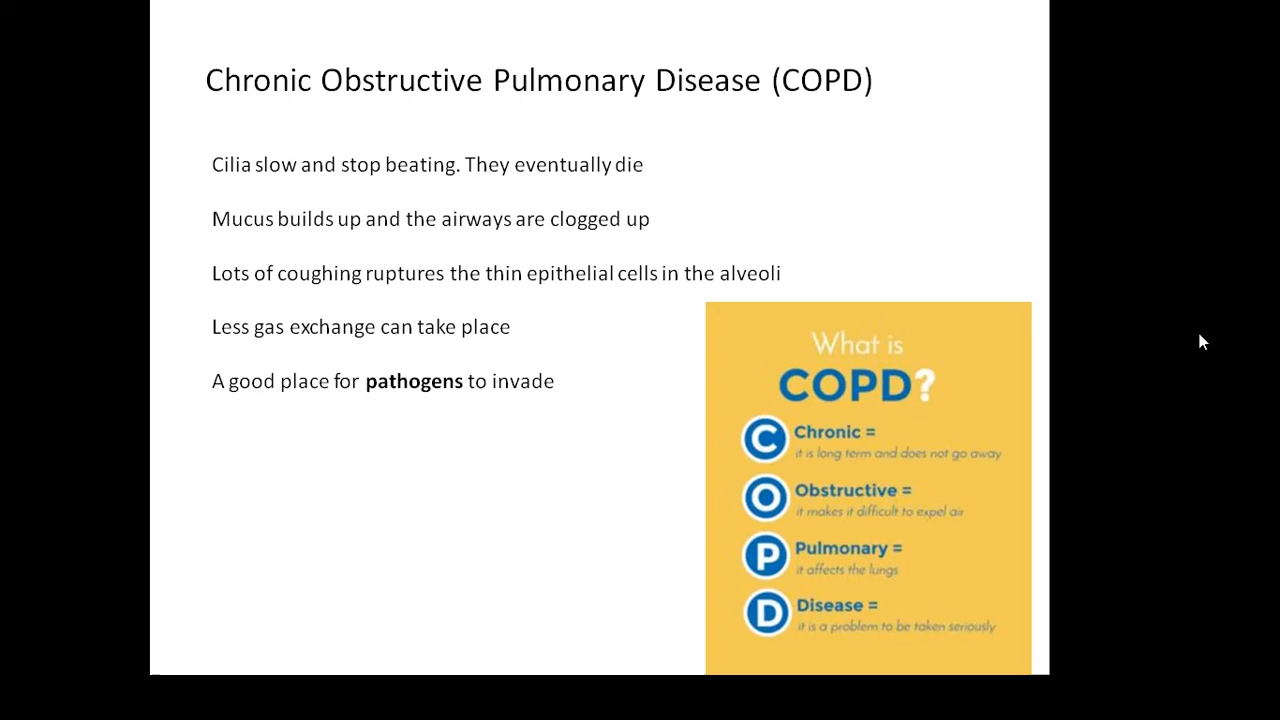 Chronic Obstructive Pulmonary Disease (COPD)
Cilia slow and stop beating. They eventually die
Mucus builds up and the airways are clogged up
Lots of coughing ruptures the thin epithelial cells in the alveoli
Less gas exchange can take place
A good place for pathogens to invade
What is
COPD?
C Chronic =
it is long term and does not go away
O Obstructive =
it makes it difficult to expel air
P Pulmonary =
it affects the lungs
D Disease =
it is a problem to be taken seriously